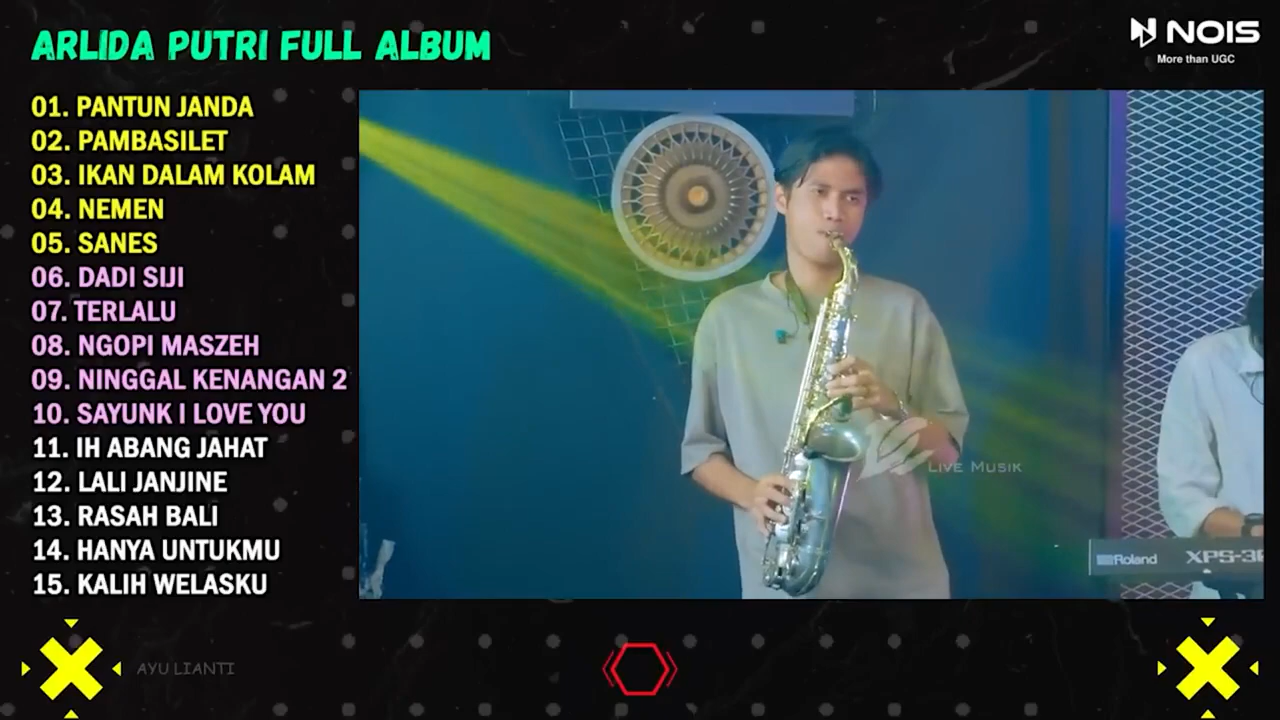 ARLIDA PUTRI FULL ALBUM
NOIS
More than UGC
01. PANTUN JANDA
02. PAMBASILET
03. IKAN DALAM KOLAM
04. NEMEN
05. SANES
06. DADI SIJI
07. TERLALU
08. NGOPI MASZEH
09. NINGGAL KENANGAN 2
10. SAYUNK I LOVE YOU
11. IH ABANG JAHAT
12. LALI JANJINE
13. RASAH BALI
14. HANYA UNTUKMU
15. KALIH WELASKU
LIVE MUSIK
Roland XPS-30
AYU LIANTI